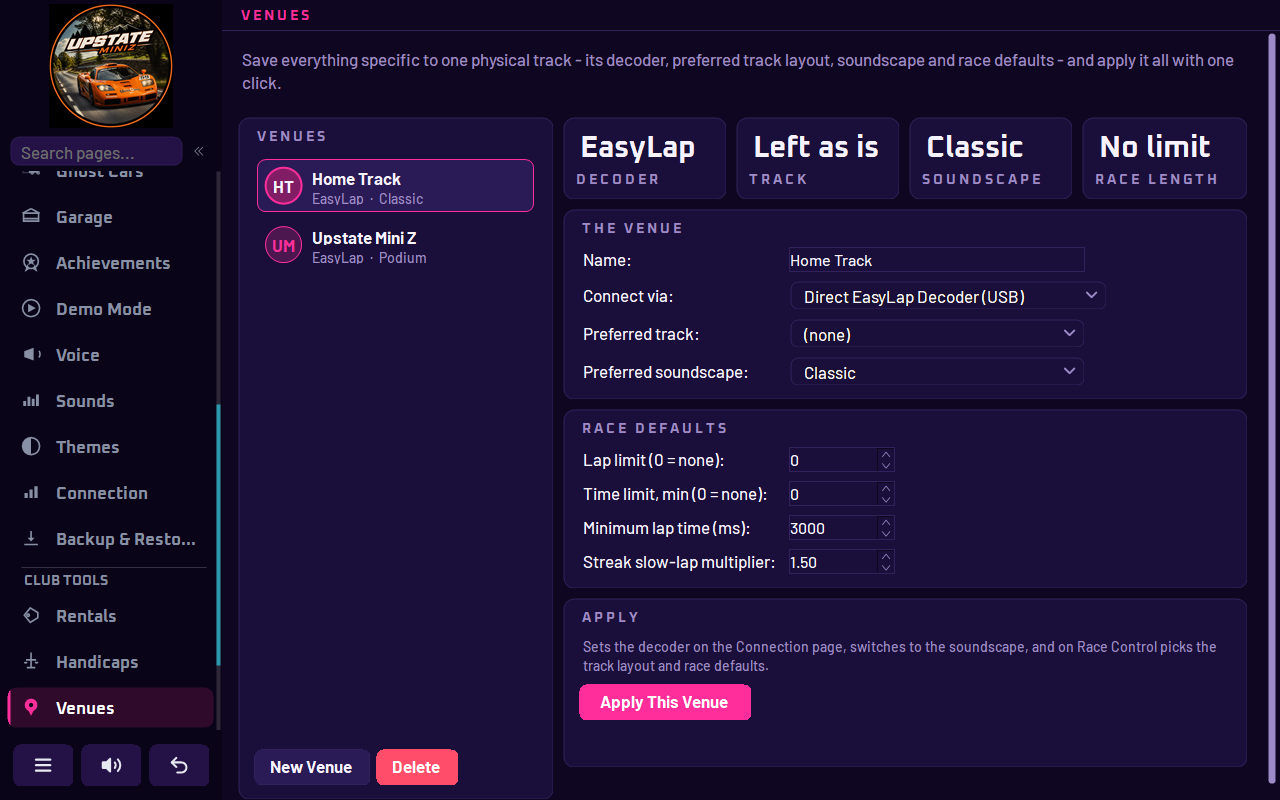 UPSTATE
MINIZ
Search pages...
«
Ghost Cars
Garage
Achievements
Demo Mode
Voice
Sounds
Themes
Connection
Backup & Resto...
CLUB TOOLS
Rentals
Handicaps
Venues
VENUES
Save everything specific to one physical track - its decoder, preferred track layout, soundscape and race defaults - and apply it all with one
click.
VENUES
HT
Home Track
EasyLap · Classic
UM
Upstate Mini Z
EasyLap · Podium
New Venue
Delete
EasyLap
DECODER
Left as is
TRACK
Classic
SOUNDSCAPE
No limit
RACE LENGTH
THE VENUE
Name: Home Track
Connect via: Direct EasyLap Decoder (USB)
Preferred track: (none)
Preferred soundscape: Classic
RACE DEFAULTS
Lap limit (0 = none): 0
Time limit, min (0 = none): 0
Minimum lap time (ms): 3000
Streak slow-lap multiplier: 1.50
APPLY
Sets the decoder on the Connection page, switches to the soundscape, and on Race Control picks the
track layout and race defaults.
Apply This Venue